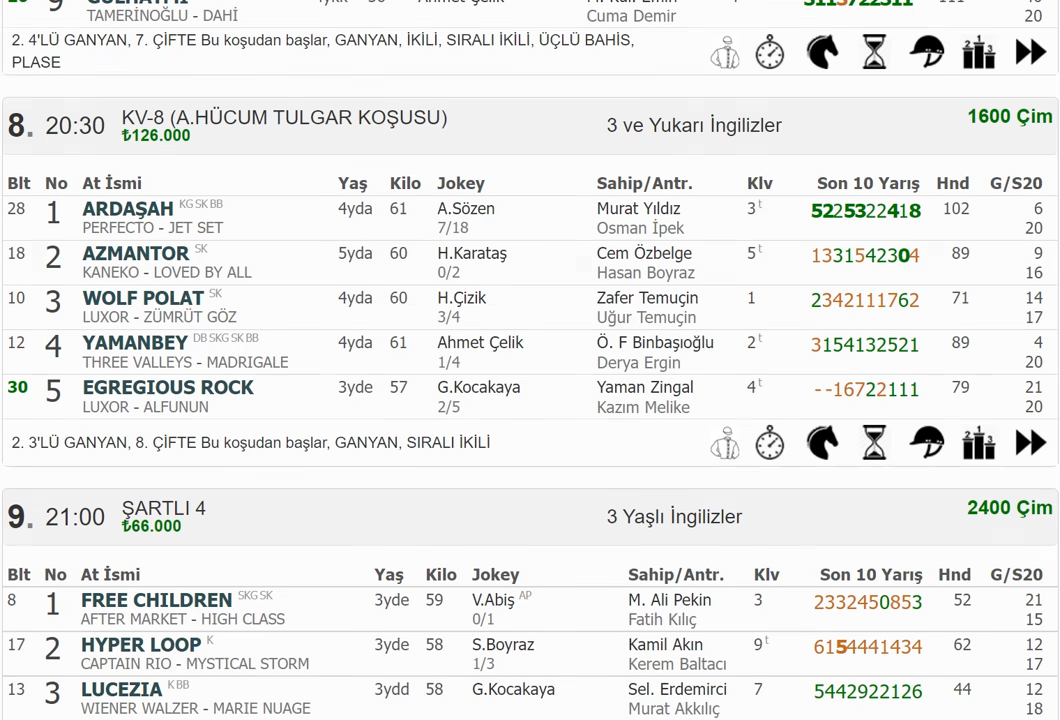 TAMERİNOĞLU - DAHİ Cuma Demir 20
2. 4'LÜ GANYAN, 7. ÇİFTE Bu koşudan başlar, GANYAN, İKİLİ, SIRALI İKİLİ, ÜÇLÜ BAHİS,
PLASE
8. 20:30 KV-8 (A.HÜCUM TULGAR KOŞUSU) 3 ve Yukarı İngilizler 1600 Çim
₺126.000
Blt No At İsmi Yaş Kilo Jokey Sahip/Antr. Klv Son 10 Yarış Hnd G/S20
28 1 ARDAŞAH KG SK BB 4yda 61 A.Sözen Murat Yıldız 3 t 5225322418 102 6
PERFECTO - JET SET 7/18 Osman İpek 20
18 2 AZMANTOR SK 5yda 60 H.Karataş Cem Özbelge 5 t 1331542304 89 9
KANEKO - LOVED BY ALL 0/2 Hasan Boyraz 16
10 3 WOLF POLAT SK 4yda 60 H.Çizik Zafer Temuçin 1 2342111762 71 14
LUXOR - ZÜMRÜT GÖZ 3/4 Uğur Temuçin 17
12 4 YAMANBEY DB SKG SK BB 4yda 61 Ahmet Çelik Ö. F Binbaşıoğlu 2 t 3154132521 89 4
THREE VALLEYS - MADRIGALE 1/4 Derya Ergin 20
30 5 EGREGIOUS ROCK 3yde 57 G.Kocakaya Yaman Zingal 4 t - -16722111 79 21
LUXOR - ALFUNUN 2/5 Kazım Melike 20
2. 3'LÜ GANYAN, 8. ÇİFTE Bu koşudan başlar, GANYAN, SIRALI İKİLİ
9. 21:00 ŞARTLI 4 3 Yaşlı İngilizler 2400 Çim
₺66.000
Blt No At İsmi Yaş Kilo Jokey Sahip/Antr. Klv Son 10 Yarış Hnd G/S20
8 1 FREE CHILDREN SKG SK 3yde 59 V.Abiş AP M. Ali Pekin 3 2332450853 52 21
AFTER MARKET - HIGH CLASS 0/1 Fatih Kılıç 15
17 2 HYPER LOOP K 3yde 58 S.Boyraz Kamil Akın 9 t 6154441434 62 12
CAPTAIN RIO - MYSTICAL STORM 1/3 Kerem Baltacı 17
13 3 LUCEZIA K BB 3ydd 58 G.Kocakaya Sel. Erdemirci 7 5442922126 44 12
WIENER WALZER - MARIE NUAGE Murat Akkılıç 18